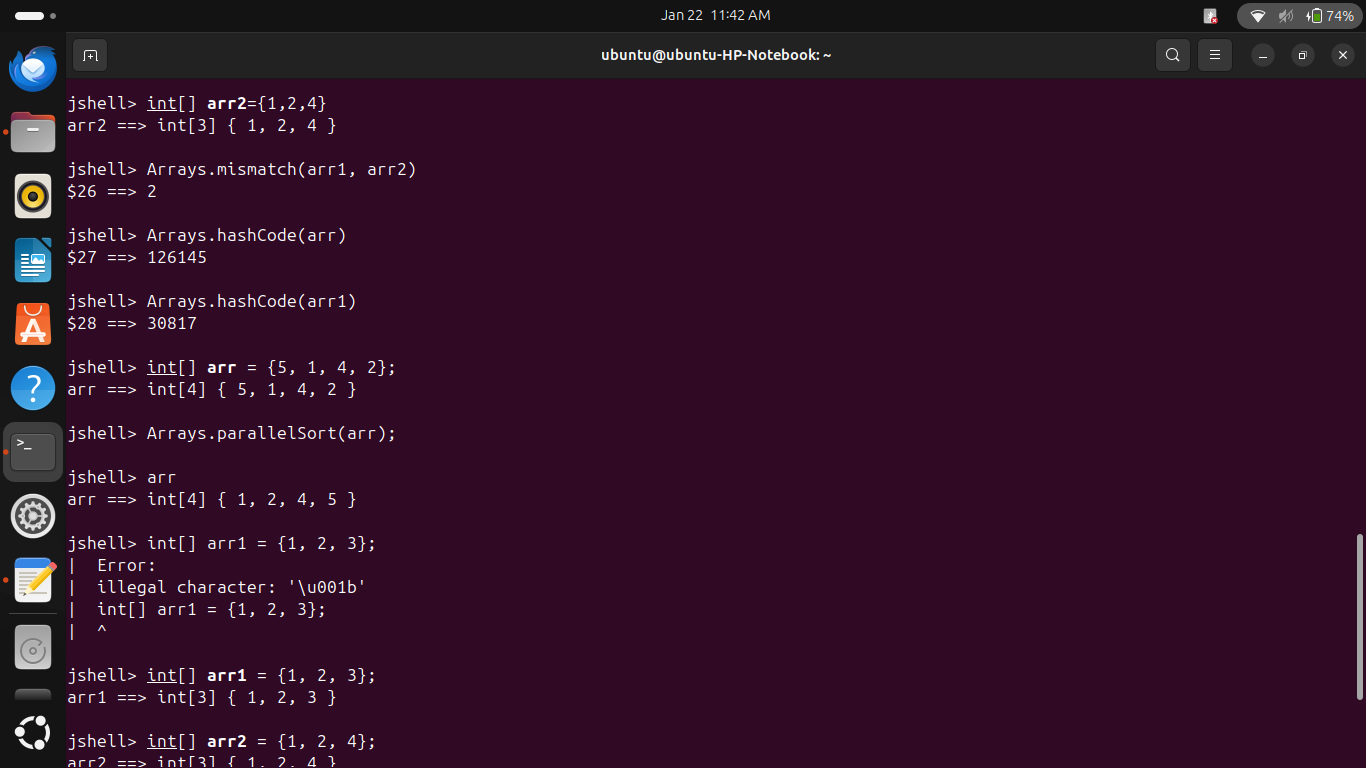 Jan 22 11:42 AM
74%
ubuntu@ubuntu-HP-Notebook: ~
jshell> int[] arr2={1,2,4}
arr2 ==> int[3] { 1, 2, 4 }
jshell> Arrays.mismatch(arr1, arr2)
$26 ==> 2
jshell> Arrays.hashCode(arr)
$27 ==> 126145
jshell> Arrays.hashCode(arr1)
$28 ==> 30817
jshell> int[] arr = {5, 1, 4, 2};
arr ==> int[4] { 5, 1, 4, 2 }
jshell> Arrays.parallelSort(arr);
jshell> arr
arr ==> int[4] { 1, 2, 4, 5 }
jshell> int[] arr1 = {1, 2, 3};
|  Error:
|  illegal character: '\u001b'
|  int[] arr1 = {1, 2, 3};
|  ^
jshell> int[] arr1 = {1, 2, 3};
arr1 ==> int[3] { 1, 2, 3 }
jshell> int[] arr2 = {1, 2, 4};
arr2 ==> int[3] { 1, 2, 4 }